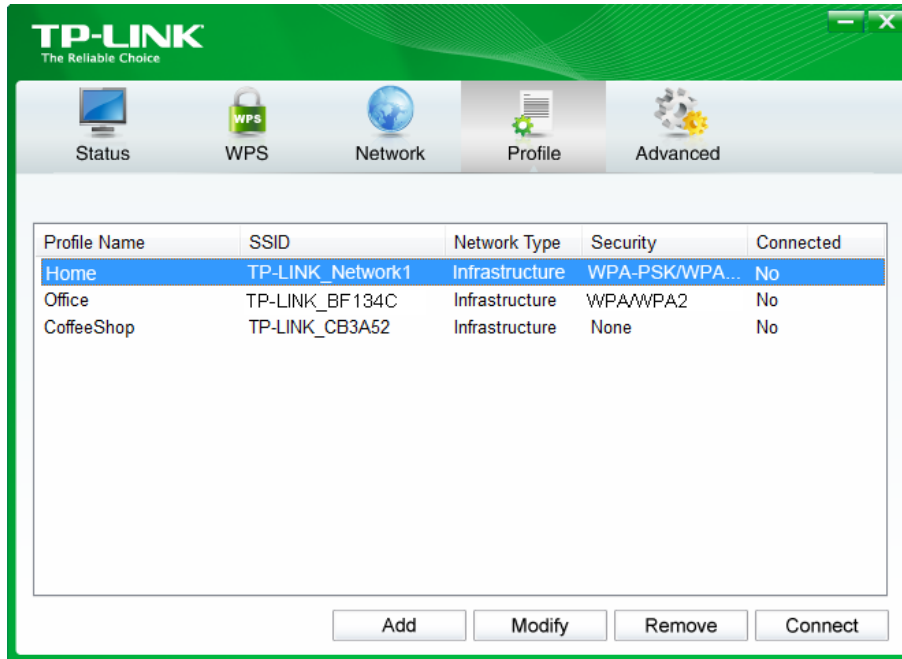 TP-LINK
The Reliable Choice
Status WPS Network Profile Advanced
WPS
Profile Name SSID Network Type Security Connected
Home TP-LINK_Network1 Infrastructure WPA-PSK/WPA... No
Office TP-LINK_BF134C Infrastructure WPA/WPA2 No
CoffeeShop TP-LINK_CB3A52 Infrastructure None No
Add Modify Remove Connect